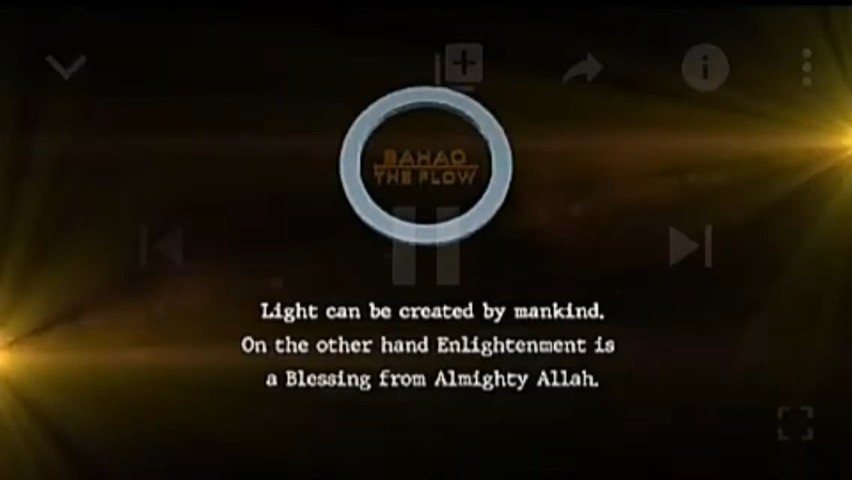 BAHAO
THE FLOW
Light can be created by mankind.
On the other hand Enlightenment is
a Blessing from Almighty Allah.